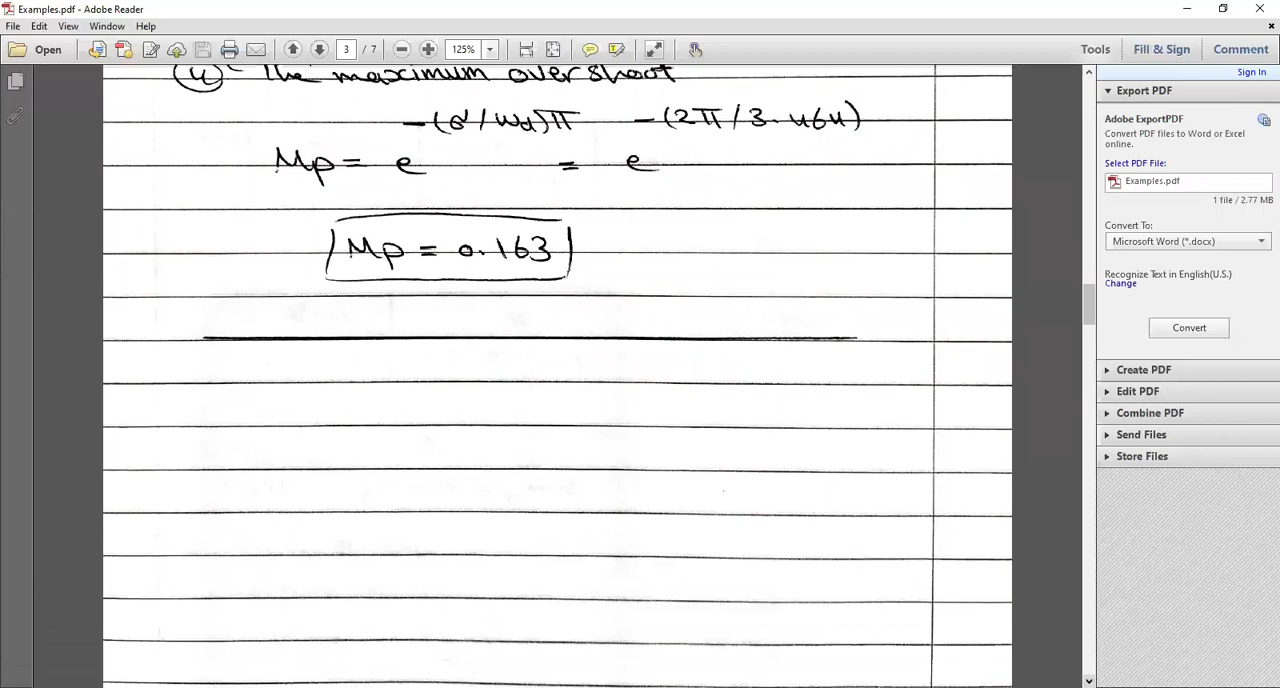 Examples.pdf - Adobe Reader
File Edit View Window Help
Open 3 / 7 125% Tools Fill & Sign Comment
Sign In
④ - The maximum overshoot
-(σ/ωd)π -(2π/3.464)
Mp = e = e
Mp = 0.163
Export PDF
Adobe ExportPDF
Convert PDF files to Word or Excel
online.
Select PDF File:
Examples.pdf
1 file / 2.77 MB
Convert To:
Microsoft Word (*.docx)
Recognize Text in English(U.S.)
Change
Convert
Create PDF
Edit PDF
Combine PDF
Send Files
Store Files